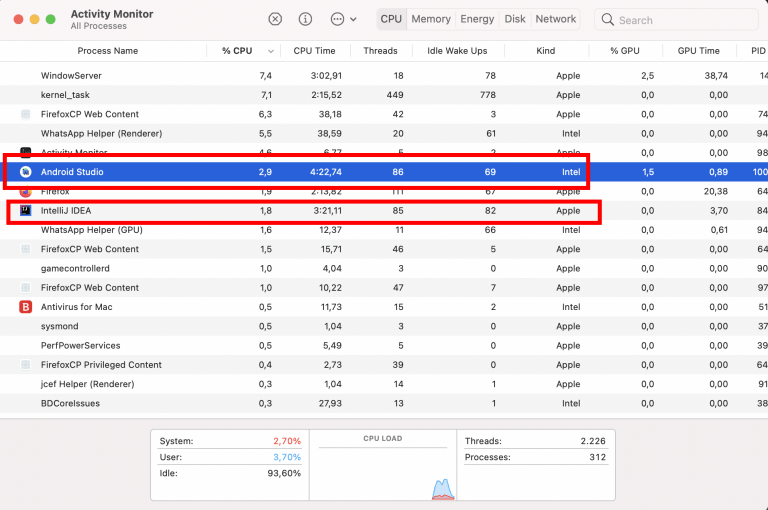 Activity Monitor
All Processes
CPU Memory Energy Disk Network
Search
Process Name % CPU CPU Time Threads Idle Wake Ups Kind % GPU GPU Time PID
WindowServer 7,4 3:02,91 18 78 Apple 2,5 38,74 14
kernel_task 7,1 2:15,52 449 778 Apple 0,0 0,00
FirefoxCP Web Content 6,3 38,18 42 3 Apple 0,0 0,00 74
WhatsApp Helper (Renderer) 5,5 38,59 20 61 Intel 0,0 0,00 94
Activity Monitor 4,6 6,77 5 2 Apple 0,0 0,00 98
Android Studio 2,9 4:22,74 86 69 Intel 1,5 0,89 100
Firefox 1,9 2:13,82 111 67 Apple 0,0 20,38 64
IntelliJ IDEA 1,8 3:21,11 85 82 Apple 0,0 3,70 84
WhatsApp Helper (GPU) 1,6 12,37 11 66 Intel 0,0 0,61 94
FirefoxCP Web Content 1,5 15,71 46 5 Apple 0,0 0,00 64
gamecontrollerd 1,0 4,04 3 0 Apple 0,0 0,00 90
FirefoxCP Web Content 1,0 10,22 47 7 Apple 0,0 0,00 97
B Antivirus for Mac 0,5 11,73 15 2 Intel 0,0 0,00 51
sysmond 0,5 1,04 3 0 Apple 0,0 0,00 37
PerfPowerServices 0,5 5,49 5 0 Apple 0,0 0,00 39
FirefoxCP Privileged Content 0,4 2,73 39 0 Apple 0,0 0,00 64
jcef Helper (Renderer) 0,3 1,04 14 1 Apple 0,0 0,00 91
BDCoreIssues 0,3 27,93 13 1 Intel 0,0 0,00 38
System: 2,70% CPU LOAD Threads: 2.226
User: 3,70% Processes: 312
Idle: 93,60%